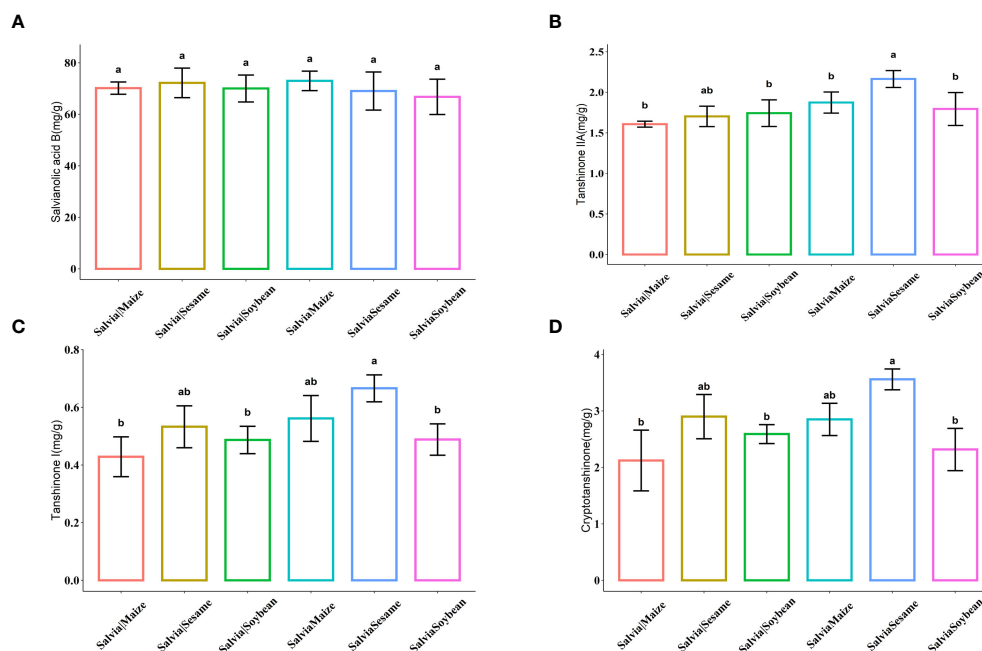 A
Salvianolic acid B(mg/g)
80
60
40
20
0
a a a a a a
Salvia|Maize Salvia|Sesame Salvia|Soybean SalviaMaize SalviaSesame SalviaSoybean
B
Tanshinone IIA(mg/g)
2.5
2.0
1.5
1.0
0.5
0.0
b ab b b a b
Salvia|Maize Salvia|Sesame Salvia|Soybean SalviaMaize SalviaSesame SalviaSoybean
C
Tanshinone I(mg/g)
0.8
0.6
0.4
0.2
0.0
b ab b ab a b
Salvia|Maize Salvia|Sesame Salvia|Soybean SalviaMaize SalviaSesame SalviaSoybean
D
Cryptotanshinone(mg/g)
4
3
2
1
0
b ab b ab a b
Salvia|Maize Salvia|Sesame Salvia|Soybean SalviaMaize SalviaSesame SalviaSoybean